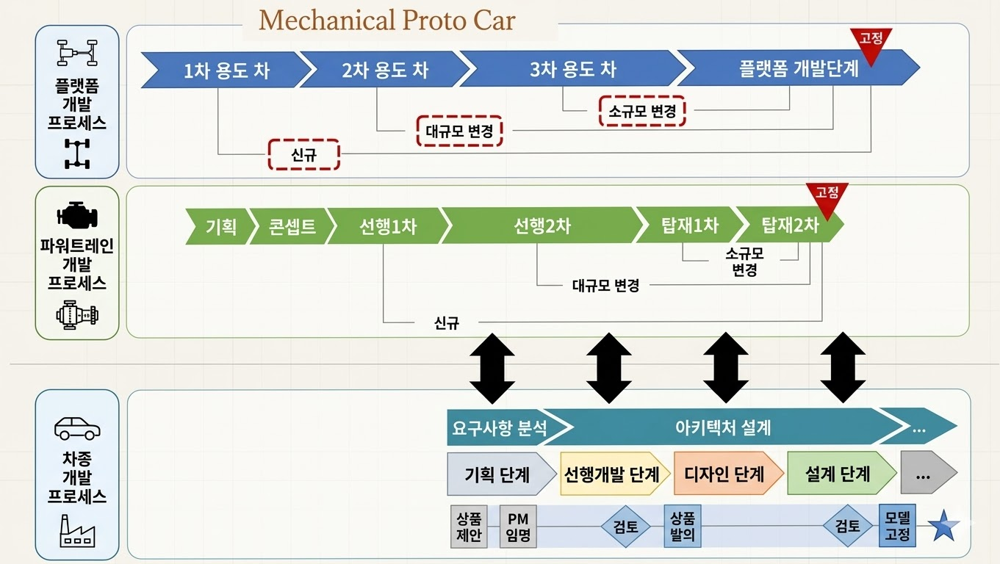 Mechanical Proto Car
플랫폼
개발
프로세스
고정
1차 용도 차
2차 용도 차
3차 용도 차
플랫폼 개발단계
소규모 변경
대규모 변경
신규
파워트레인
개발
프로세스
고정
기획
콘셉트
선행1차
선행2차
탑재1차
탑재2차
소규모
변경
대규모 변경
신규
차종
개발
프로세스
요구사항 분석
아키텍처 설계
...
기획 단계
선행개발 단계
디자인 단계
설계 단계
...
상품
제안
PM
임명
검토
상품
발의
검토
모델
고정